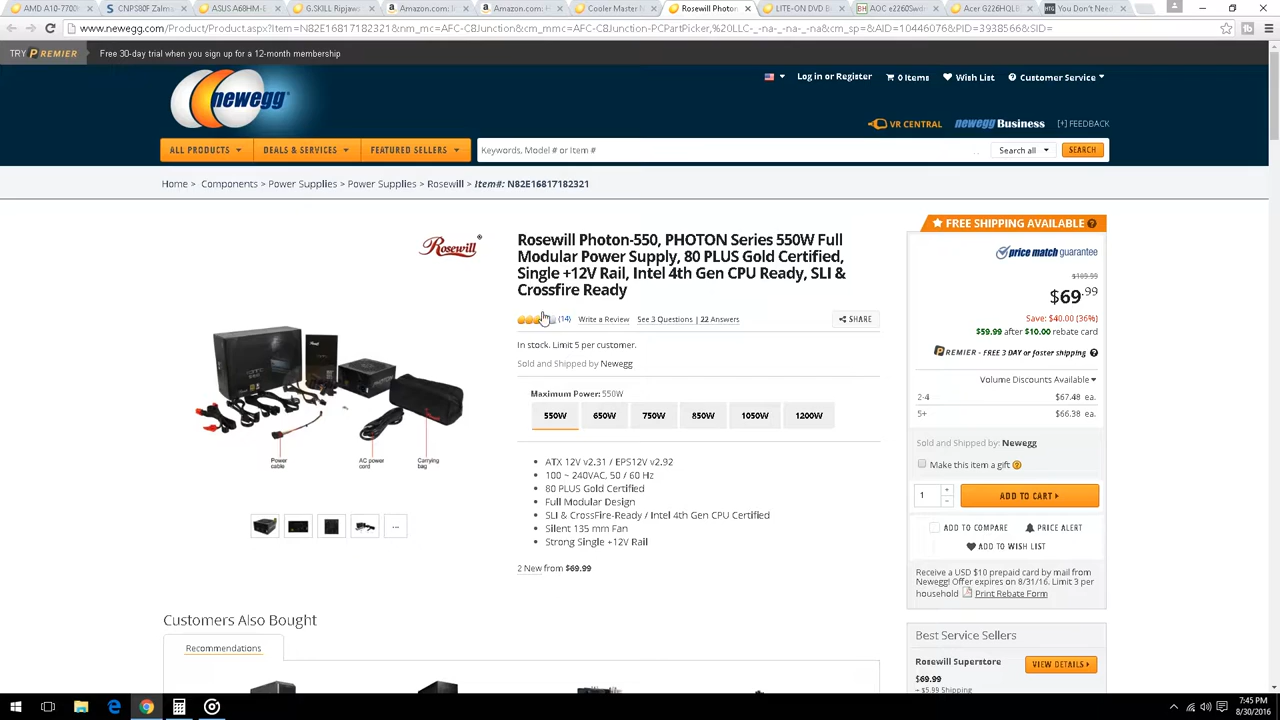 AMD A10-7700
CNPS80F Zalma
ASUS A68HM-E
G.SKILL Ripjaw
Amazon.com
Amazon.com
Cooler Master
Rosewill Photon
LITE-ON DVD
AOC e2260Swd
Acer G226HQLB
You Don't Need
www.newegg.com/Product/Product.aspx?Item=N82E16817182321&nm_mc=AFC-C8Junction&cm_mmc=AFC-C8Junction-PCPartPicker,%20LLC-_-na-_-na-_-na&cm_sp=&AID=10446076&PID=3938566&SID=
TRY PREMIER Free 30-day trial when you sign up for a 12-month membership
newegg
Log in or Register 0 Items Wish List Customer Service
VR CENTRAL newegg Business [+] FEEDBACK
ALL PRODUCTS DEALS & SERVICES FEATURED SELLERS Keywords, Model # or Item # Search all SEARCH
Home > Components > Power Supplies > Power Supplies > Rosewill > Item#: N82E16817182321
Rosewill
Rosewill Photon-550, PHOTON Series 550W Full
Modular Power Supply, 80 PLUS Gold Certified,
Single +12V Rail, Intel 4th Gen CPU Ready, SLI &
Crossfire Ready
(14) Write a Review See 3 Questions | 22 Answers SHARE
In stock. Limit 5 per customer.
Sold and Shipped by Newegg
Maximum Power: 550W
550W 650W 750W 850W 1050W 1200W
ATX 12V v2.31 / EPS12V v2.92
100 ~ 240VAC, 50 / 60 Hz
80 PLUS Gold Certified
Full Modular Design
SLI & CrossFire-Ready / Intel 4th Gen CPU Certified
Silent 135 mm Fan
Strong Single +12V Rail
2 New from $69.99
Power
cable
AC power
cord
Carrying
bag
FREE SHIPPING AVAILABLE
price match guarantee
$109.99
$69.99
Save: $40.00 (36%)
$59.99 after $10.00 rebate card
PREMIER - FREE 3 DAY or faster shipping
Volume Discounts Available
2-4 $67.48 ea.
5+ $66.38 ea.
Sold and Shipped by: Newegg
Make this item a gift
1 ADD TO CART
ADD TO COMPARE PRICE ALERT
ADD TO WISH LIST
Receive a USD $10 prepaid card by mail from
Newegg! Offer expires on 8/31/16. Limit 3 per
household Print Rebate Form
Best Service Sellers
Rosewill Superstore
$69.99
+ $5.99 Shipping
VIEW DETAILS
Customers Also Bought
Recommendations
7:45 PM
8/30/2016